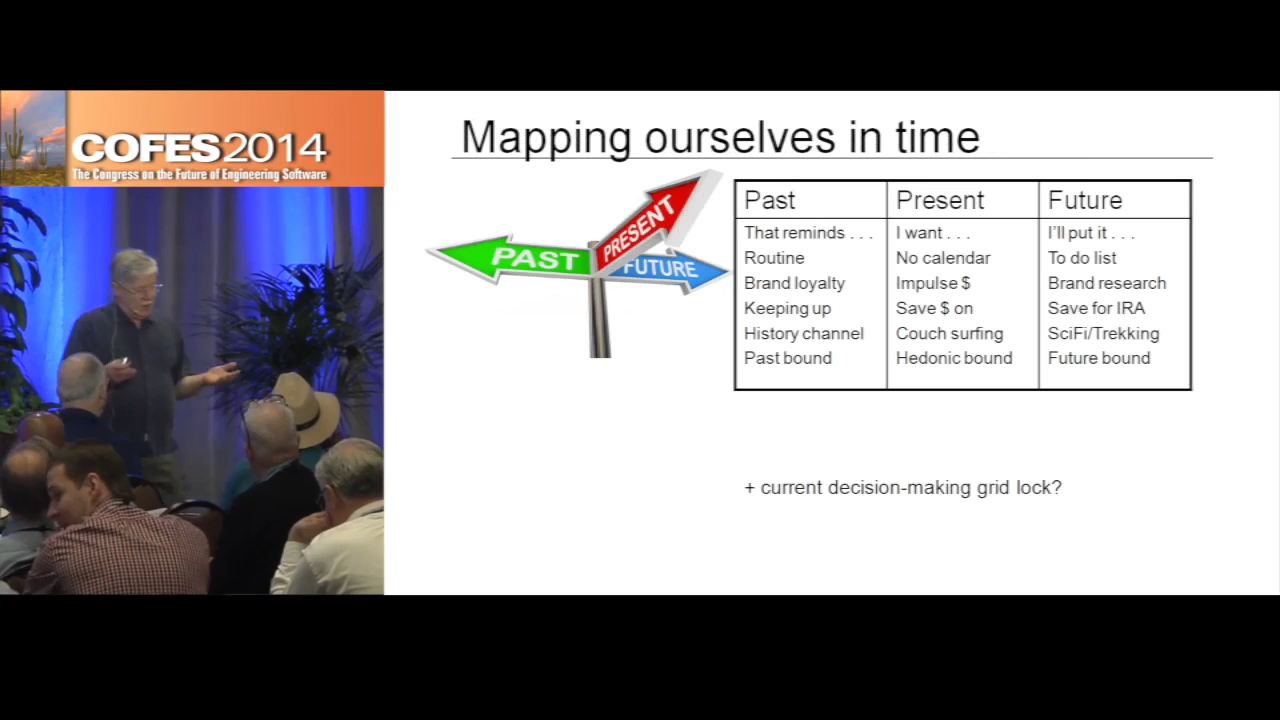 COFES2014
The Congress on the Future of Engineering Software
Mapping ourselves in time
PAST
PRESENT
FUTURE
Past Present Future
That reminds . . . I want . . . I'll put it . . .
Routine No calendar To do list
Brand loyalty Impulse $ Brand research
Keeping up Save $ on Save for IRA
History channel Couch surfing SciFi/Trekking
Past bound Hedonic bound Future bound
+ current decision-making grid lock?